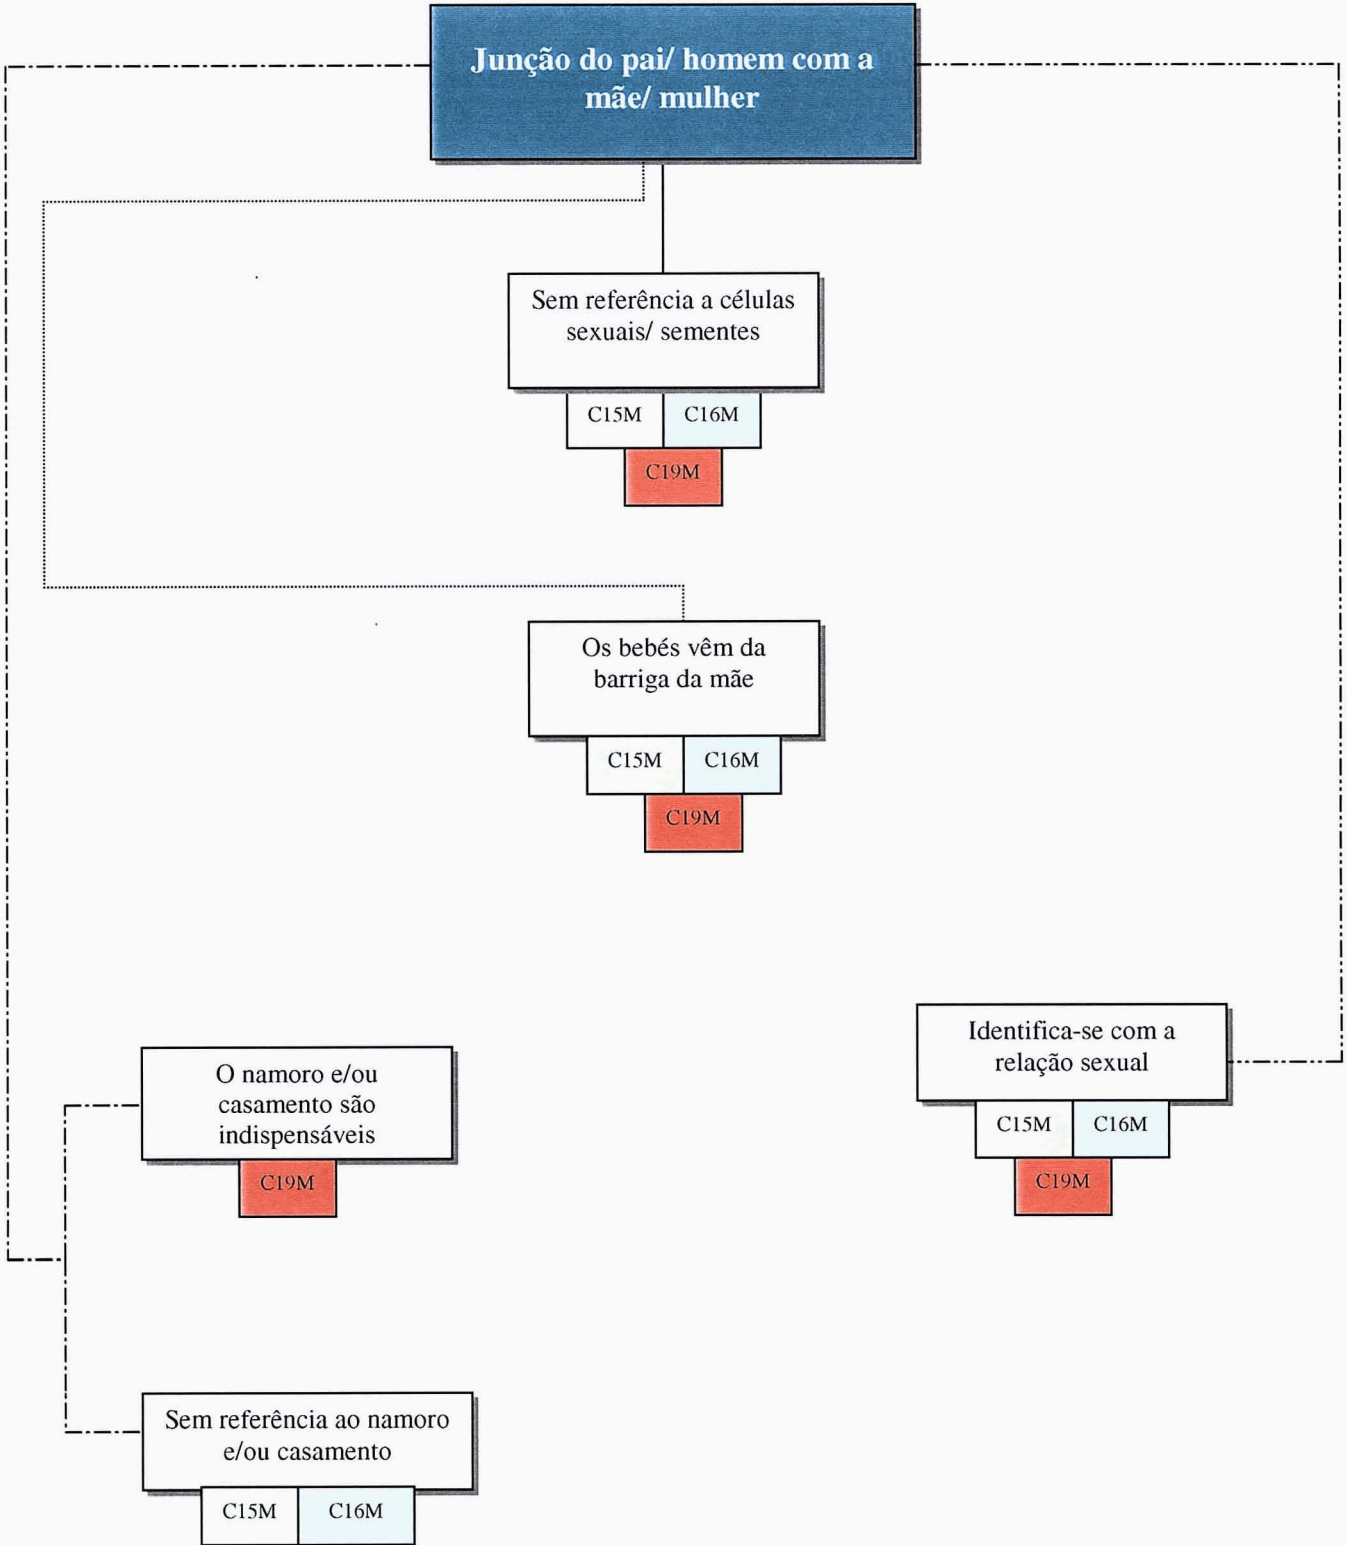 Junção do pai/ homem com a
mãe/ mulher
Sem referência a células
sexuais/ sementes
C15M
C16M
C19M
Os bebés vêm da
barriga da mãe
C15M
C16M
C19M
Identifica-se com a
relação sexual
C15M
C16M
C19M
O namoro e/ou
casamento são
indispensáveis
C19M
Sem referência ao namoro
e/ou casamento
C15M
C16M